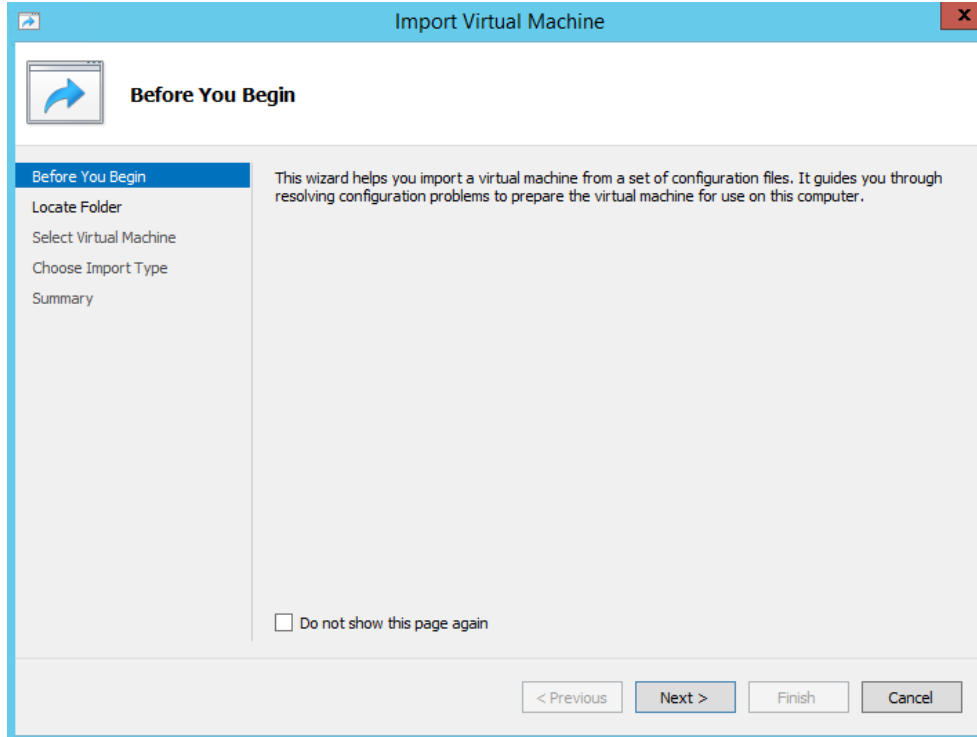 Import Virtual Machine
x
Before You Begin
Before You Begin
Locate Folder
Select Virtual Machine
Choose Import Type
Summary
This wizard helps you import a virtual machine from a set of configuration files. It guides you through
resolving configuration problems to prepare the virtual machine for use on this computer.
Do not show this page again
< Previous
Next >
Finish
Cancel